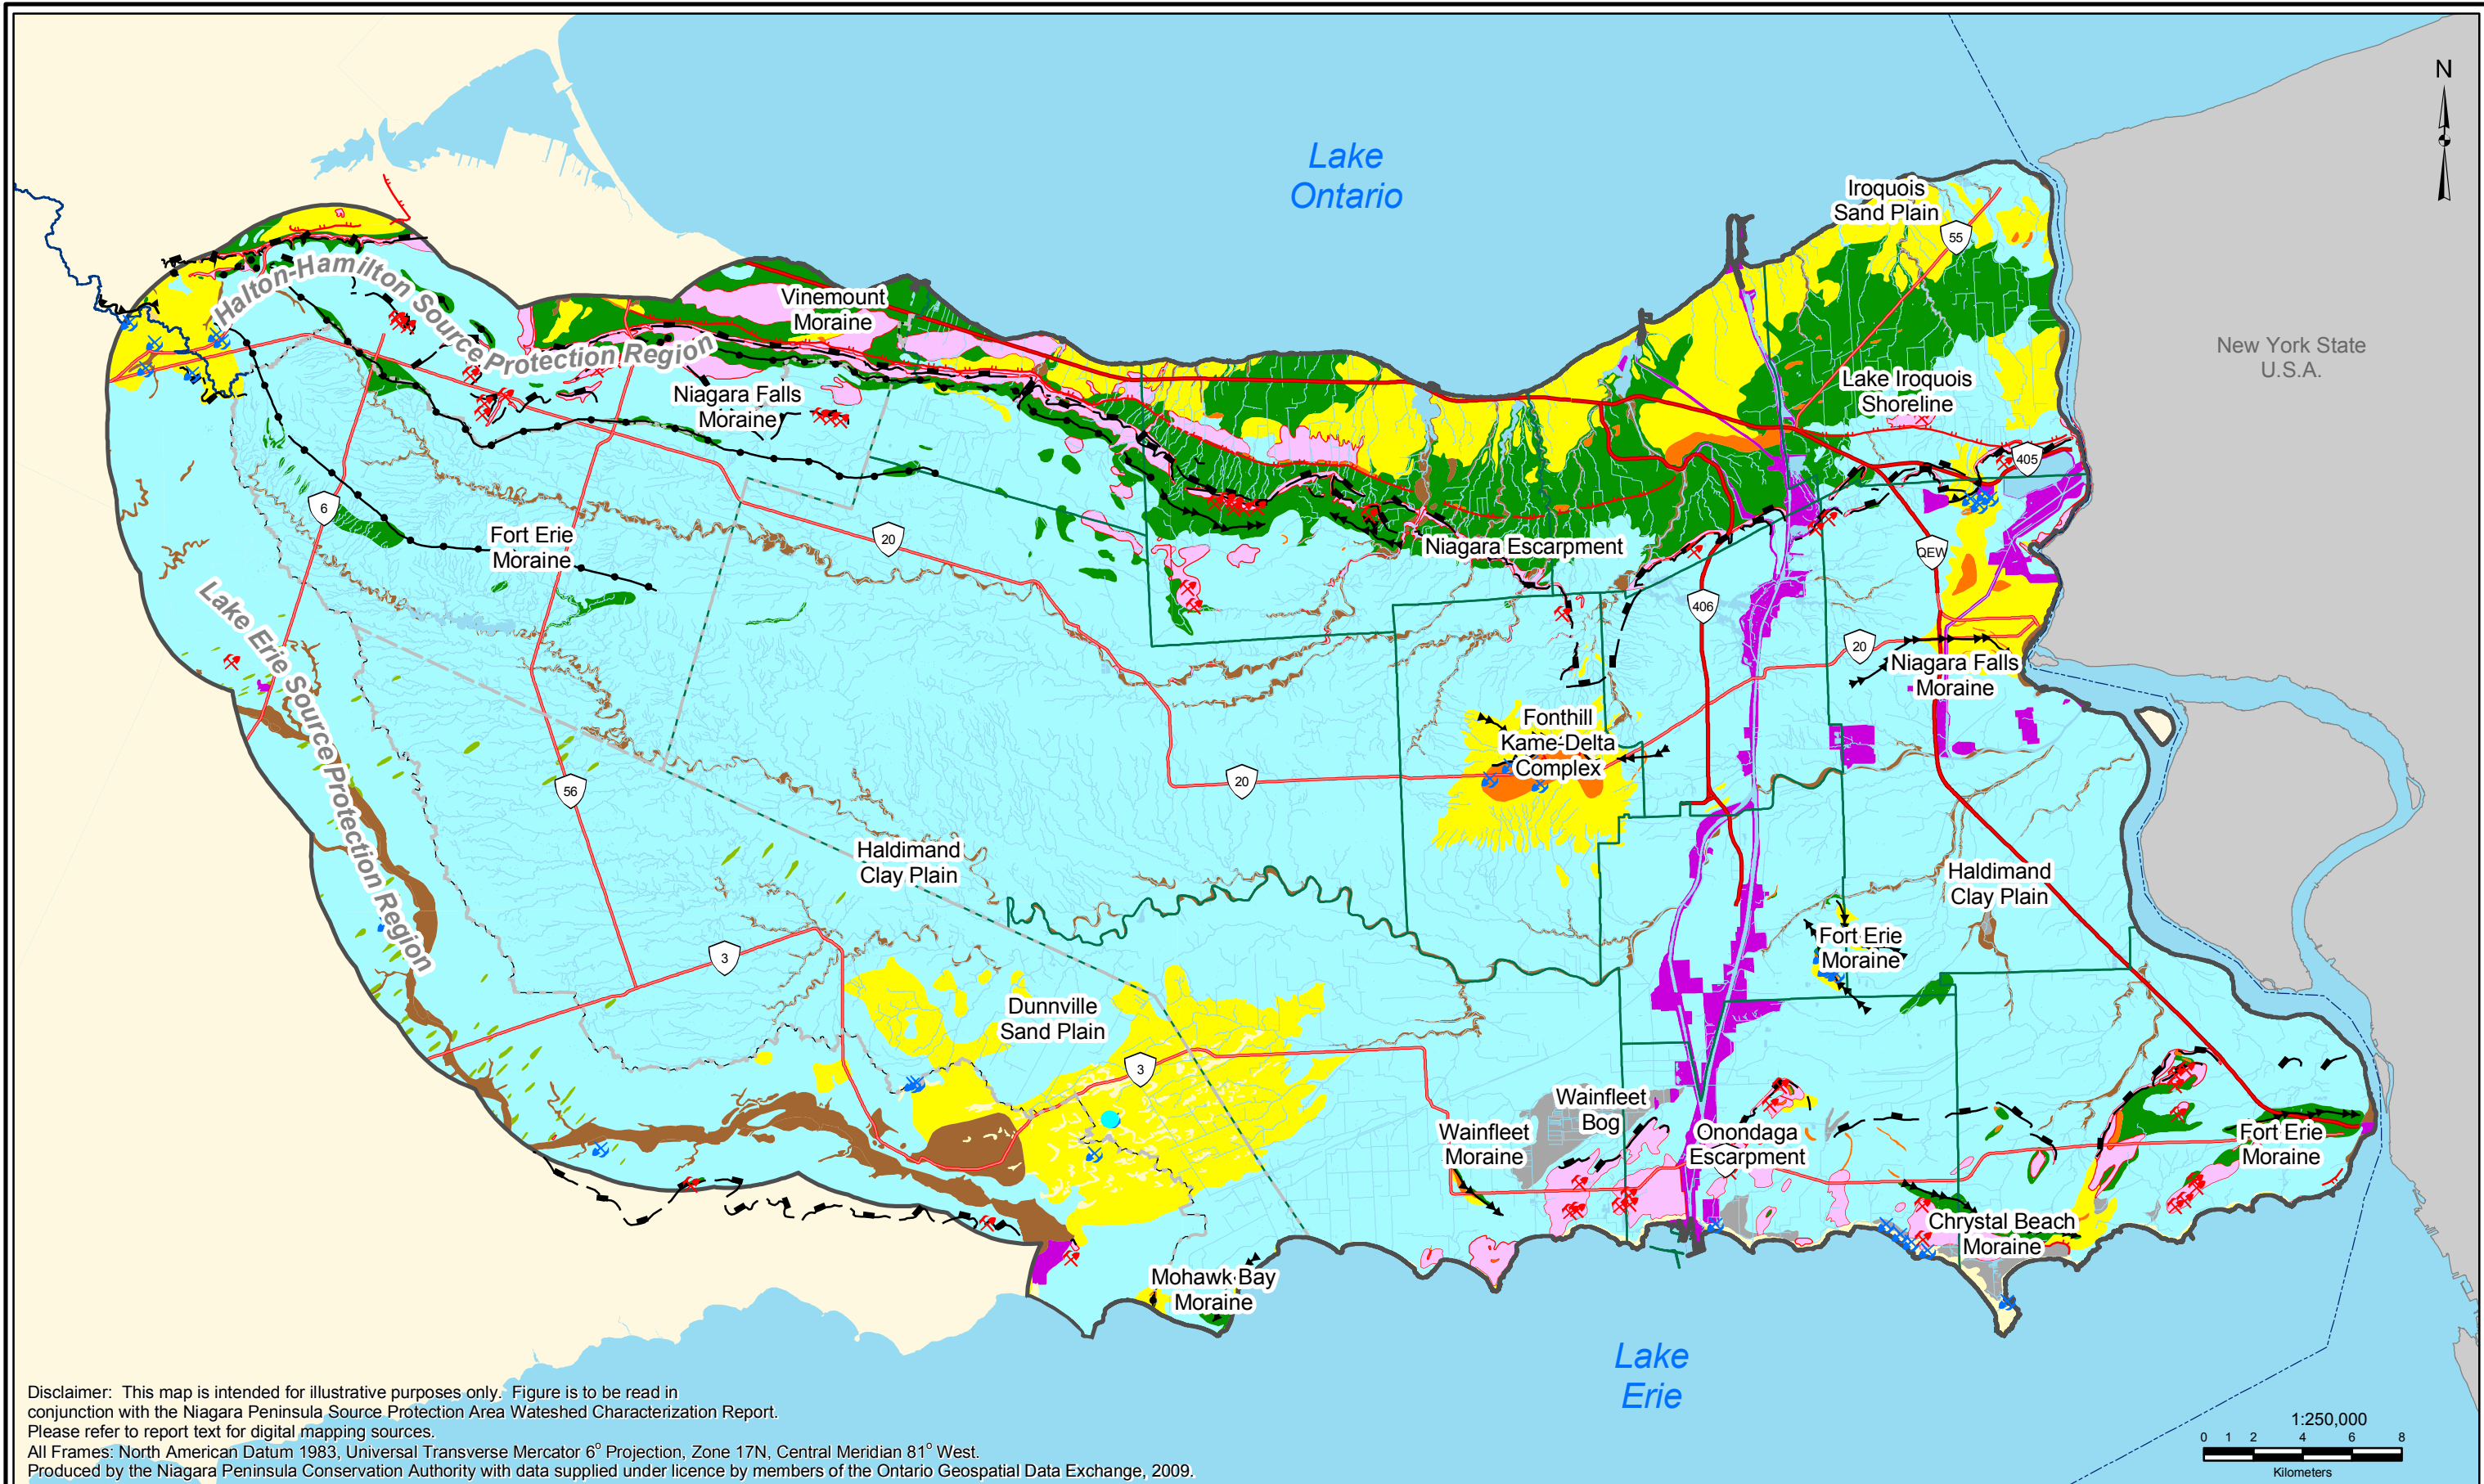 N
Lake
Ontario
Iroquois
Sand Plain
55
New York State
U.S.A.
Halton-Hamilton Source Protection Region
Vinemount
Moraine
Lake Iroquois
Shoreline
Niagara Falls
Moraine
405
6
20
Fort Erie
Moraine
Niagara Escarpment
QEW
406
20
Lake Erie Source Protection Region
Niagara Falls
Moraine
Fonthill
Kame-Delta
Complex
56
20
Haldimand
Clay Plain
Haldimand
Clay Plain
3
Fort Erie
Moraine
Dunnville
Sand Plain
3
Wainfleet
Bog
Wainfleet
Moraine
Onondaga
Escarpment
Fort Erie
Moraine
Chrystal Beach
Moraine
Mohawk Bay
Moraine
Lake
Erie
Disclaimer: This map is intended for illustrative purposes only. Figure is to be read in
conjunction with the Niagara Peninsula Source Protection Area Wateshed Characterization Report.
Please refer to report text for digital mapping sources.
All Frames: North American Datum 1983, Universal Transverse Mercator 6° Projection, Zone 17N, Central Meridian 81° West.
Produced by the Niagara Peninsula Conservation Authority with data supplied under licence by members of the Ontario Geospatial Data Exchange, 2009.
1:250,000
0 1 2 4 6 8
Kilometers